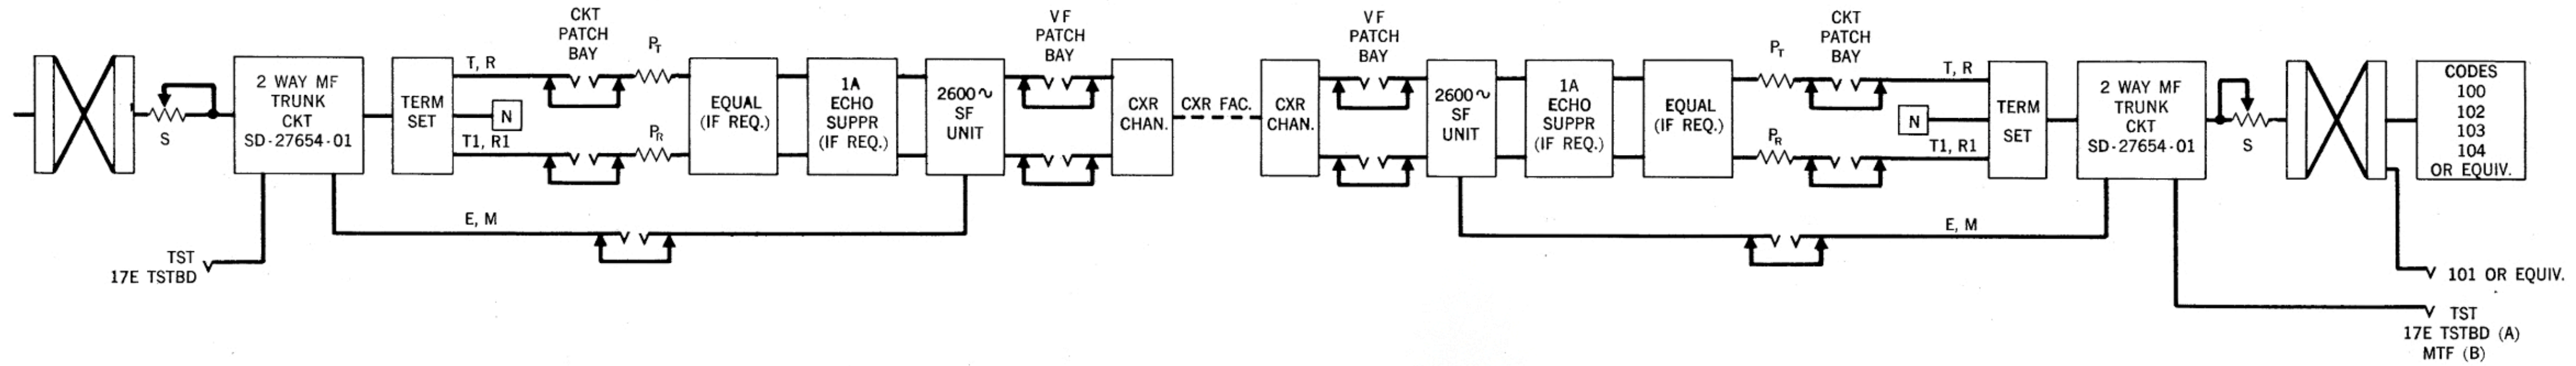 CKT
PATCH
BAY
VF
PATCH
BAY
VF
PATCH
BAY
CKT
PATCH
BAY
S
2 WAY MF
TRUNK
CKT
SD-27654-01
TERM
SET
T, R
N
T1, R1
PT
PR
EQUAL
(IF REQ.)
1A
ECHO
SUPPR
(IF REQ.)
2600~
SF
UNIT
CXR
CHAN.
CXR FAC.
CXR
CHAN.
2600~
SF
UNIT
1A
ECHO
SUPPR
(IF REQ.)
EQUAL
(IF REQ.)
PT
PR
T, R
N
T1, R1
TERM
SET
2 WAY MF
TRUNK
CKT
SD-27654-01
S
CODES
100
102
103
104
OR EQUIV.
E, M
E, M
TST
17E TSTBD
101 OR EQUIV.
TST
17E TSTBD (A)
MTF (B)